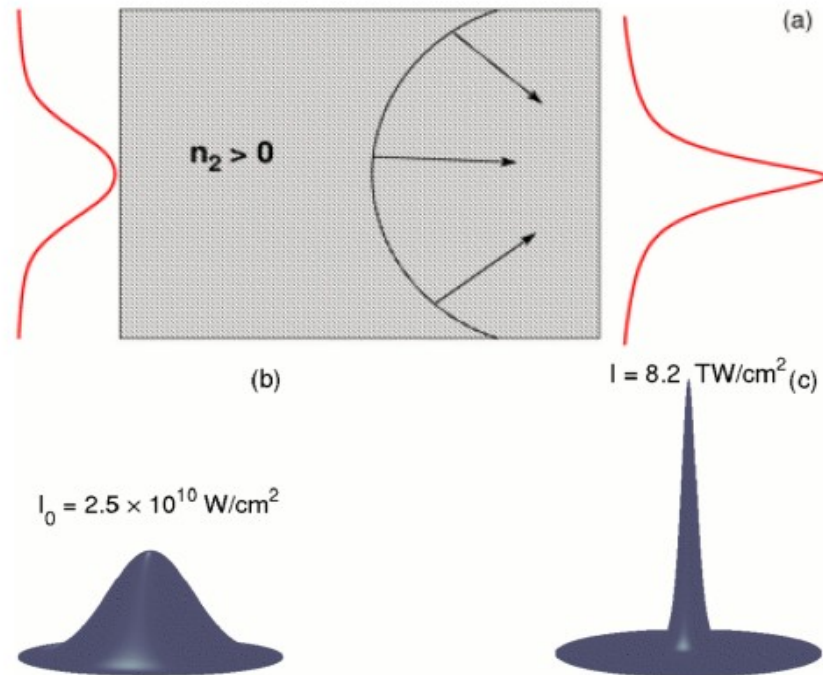 (a)
n₂ > 0
(b)
I = 8.2 TW/cm² (c)
I₀ = 2.5 × 10¹⁰ W/cm²